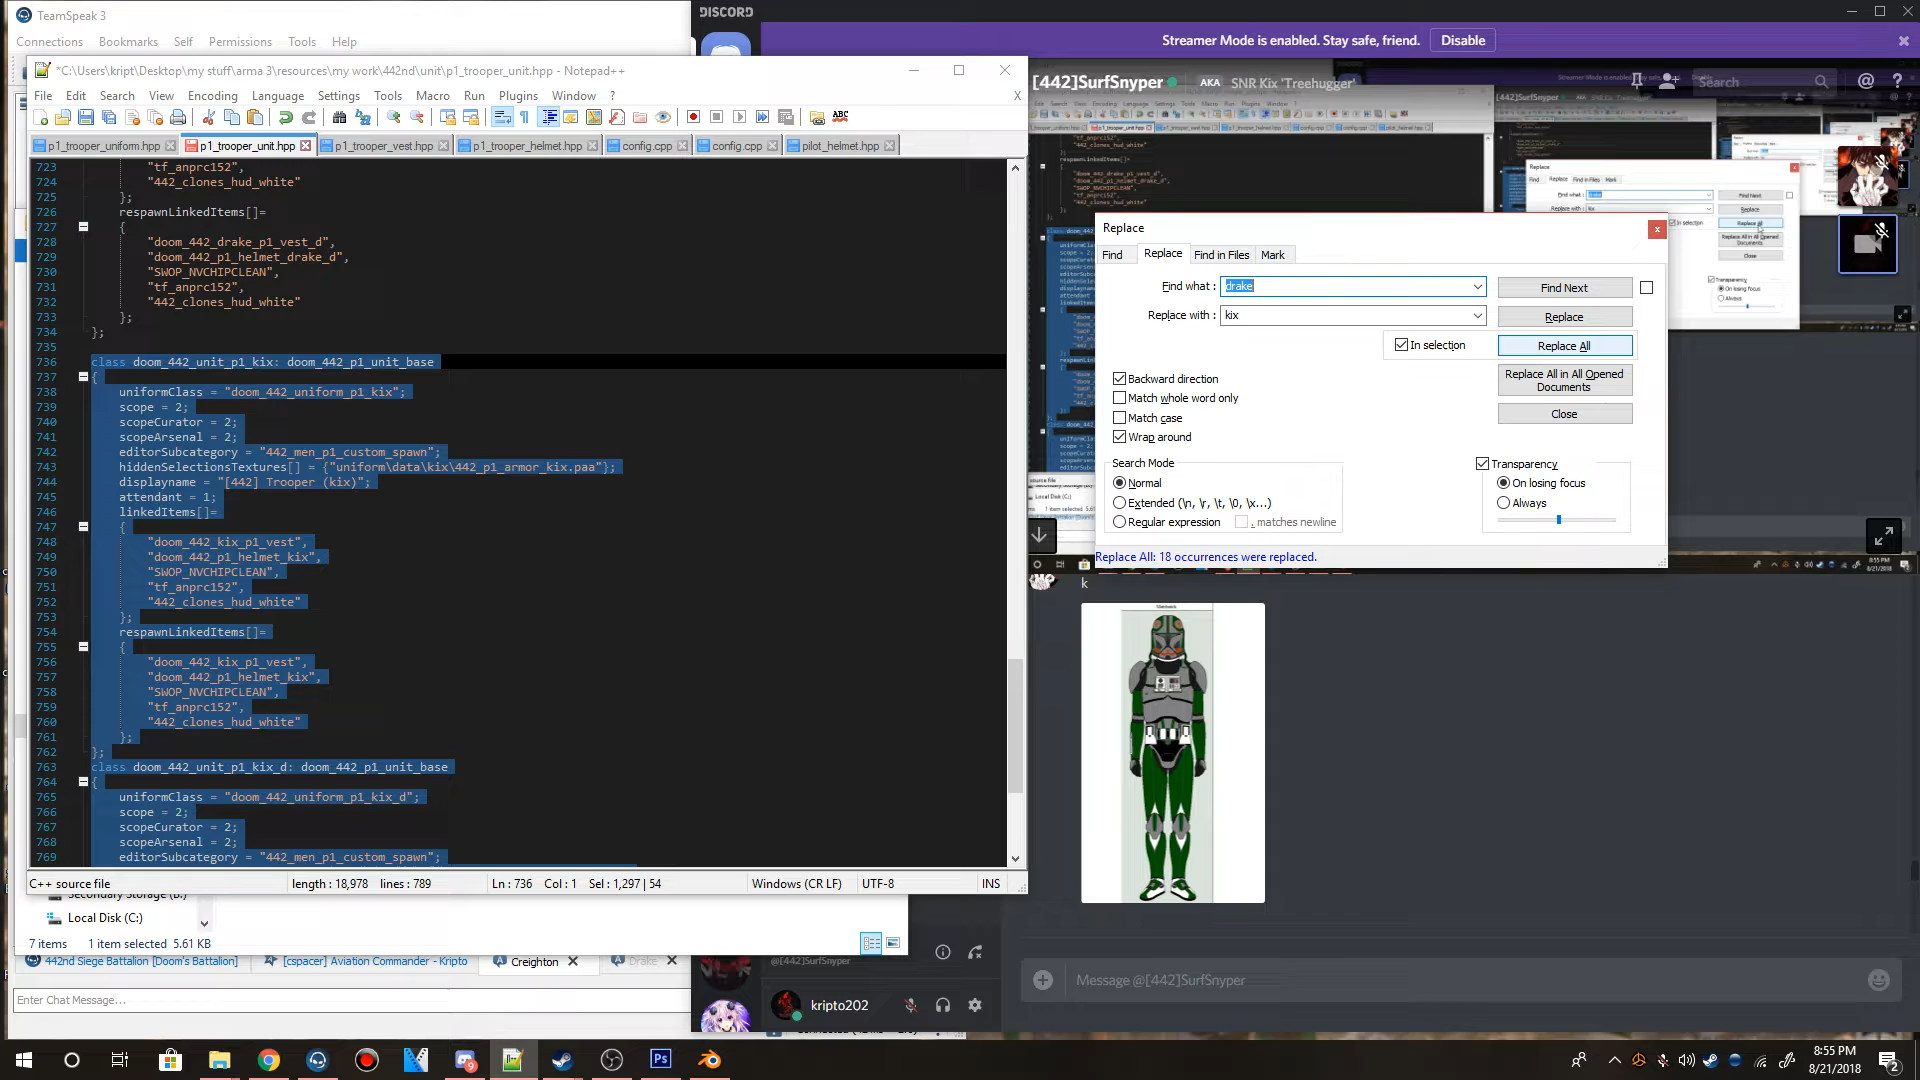 TeamSpeak 3
Connections Bookmarks Self Permissions Tools Help
*C:\Users\kript\Desktop\my stuff\arma 3\resources\my work\442nd\unit\p1_trooper_unit.hpp - Notepad++
File Edit Search View Encoding Language Settings Tools Macro Run Plugins Window ? X
p1_trooper_uniform.hpp p1_trooper_unit.hpp p1_trooper_vest.hpp p1_trooper_helmet.hpp config.cpp config.cpp pilot_helmet.hpp
723 "tf_anprc152",
724 "442_clones_hud_white"
725 };
726 respawnLinkedItems[]=
727 {
728 "doom_442_drake_p1_vest_d",
729 "doom_442_p1_helmet_drake_d",
730 "SWOP_NVCHIPCLEAN",
731 "tf_anprc152",
732 "442_clones_hud_white"
733 };
734 };
735
736 class doom_442_unit_p1_kix: doom_442_p1_unit_base
737 {
738 uniformClass = "doom_442_uniform_p1_kix";
739 scope = 2;
740 scopeCurator = 2;
741 scopeArsenal = 2;
742 editorSubcategory = "442_men_p1_custom_spawn";
743 hiddenSelectionsTextures[] = {"uniform\data\kix\442_p1_armor_kix.paa"};
744 displayname = "[442] Trooper (kix)";
745 attendant = 1;
746 linkedItems[]=
747 {
748 "doom_442_kix_p1_vest",
749 "doom_442_p1_helmet_kix",
750 "SWOP_NVCHIPCLEAN",
751 "tf_anprc152",
752 "442_clones_hud_white"
753 };
754 respawnLinkedItems[]=
755 {
756 "doom_442_kix_p1_vest",
757 "doom_442_p1_helmet_kix",
758 "SWOP_NVCHIPCLEAN",
759 "tf_anprc152",
760 "442_clones_hud_white"
761 };
762 };
763 class doom_442_unit_p1_kix_d: doom_442_p1_unit_base
764 {
765 uniformClass = "doom_442_uniform_p1_kix_d";
766 scope = 2;
767 scopeCurator = 2;
768 scopeArsenal = 2;
769 editorSubcategory = "442_men_p1_custom_spawn";
C++ source file length : 18,978 lines : 789 Ln : 736 Col : 1 Sel : 1,297 | 54 Windows (CR LF) UTF-8 INS
Secondary Storage (B:)
Local Disk (C:)
7 items 1 item selected 5.61 KB
442nd Siege Battalion [Doom's Battalion] [cspacer] Aviation Commander - Kripto Creighton Drake
Enter Chat Message...
DISCORD
Streamer Mode is enabled. Stay safe, friend. Disable
[442]SurfSnyper AKA SNR Kix 'Treehugger' Search
Replace
Find Replace Find in Files Mark
Find what : drake Find Next
Replace with : kix Replace
In selection Replace All
Replace All in All Opened Documents
Close
Backward direction
Match whole word only
Match case
Wrap around
Search Mode
Normal
Extended (\n, \r, \t, \0, \x...)
Regular expression . matches newline
Transparency
On losing focus
Always
Replace All: 18 occurrences were replaced.
k
@[442]SurfSnyper
kripto202
Message @[442]SurfSnyper
8:55 PM
8/21/2018